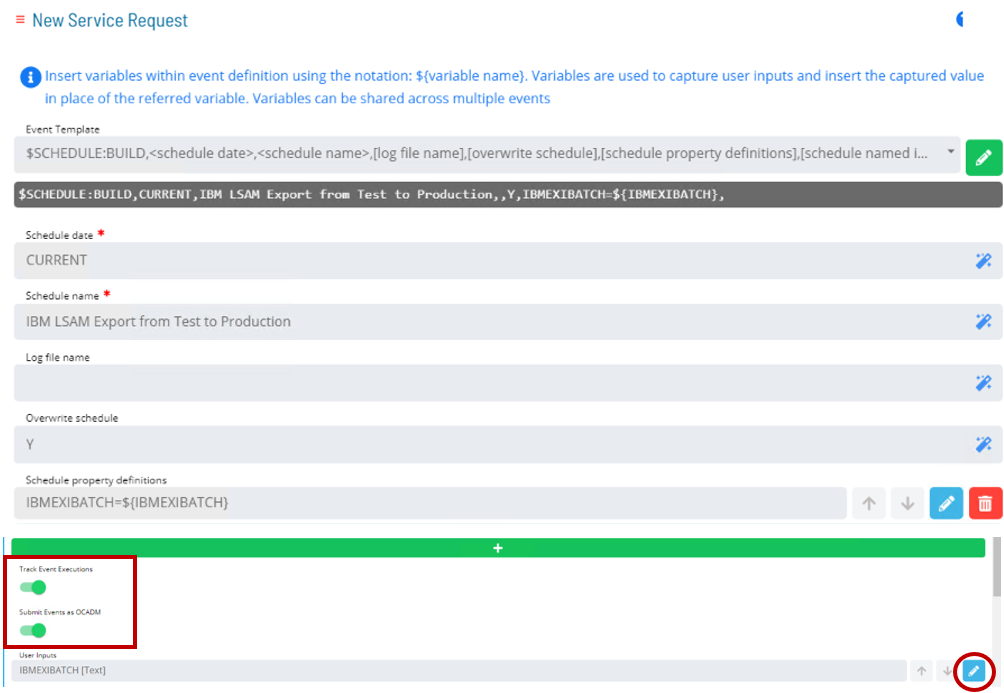 New Service Request
Insert variables within event definition using the notation: ${variable name}. Variables are used to capture user inputs and insert the captured value
in place of the referred variable. Variables can be shared across multiple events
Event Template
$SCHEDULE:BUILD,<schedule date>,<schedule name>,[log file name],[overwrite schedule],[schedule property definitions],[schedule named i...
$SCHEDULE:BUILD,CURRENT,IBM LSAM Export from Test to Production,,Y,IBMEXIBATCH=${IBMEXIBATCH},
Schedule date *
CURRENT
Schedule name *
IBM LSAM Export from Test to Production
Log file name
Overwrite schedule
Y
Schedule property definitions
IBMEXIBATCH=${IBMEXIBATCH}
+
Track Event Executions
Submit Events as OCADM
User Inputs
IBMEXIBATCH [Text]